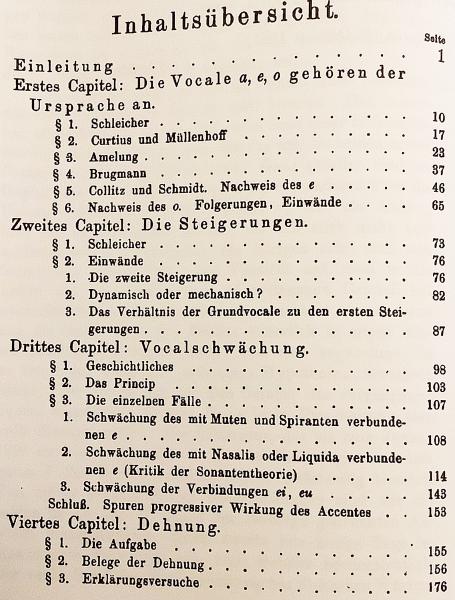 Inhaltsübersicht.
Seite
Einleitung . . . . . . . . . . . . . . 1
Erstes Capitel: Die Vocale a, e, o gehören der
Ursprache an.
§ 1. Schleicher . . . . . . . . . . . . . 10
§ 2. Curtius und Müllenhoff . . . . . . . . . 17
§ 3. Amelung . . . . . . . . . . . . . . 23
§ 4. Brugmann . . . . . . . . . . . . . 37
§ 5. Collitz und Schmidt. Nachweis des e . . . . . 46
§ 6. Nachweis des o. Folgerungen, Einwände . . . . 65
Zweites Capitel: Die Steigerungen.
§ 1. Schleicher . . . . . . . . . . . . . 73
§ 2. Einwände . . . . . . . . . . . . . 76
1. Die zweite Steigerung . . . . . . . . . 76
2. Dynamisch oder mechanisch? . . . . . . . 82
3. Das Verhältnis der Grundvocale zu den ersten Stei-
gerungen . . . . . . . . . . . . . 87
Drittes Capitel: Vocalschwächung.
§ 1. Geschichtliches . . . . . . . . . . . . 98
§ 2. Das Princip . . . . . . . . . . . . 103
§ 3. Die einzelnen Fälle . . . . . . . . . . 107
1. Schwächung des mit Muten und Spiranten verbunde-
nen e . . . . . . . . . . . . . . 108
2. Schwächung des mit Nasalis oder Liquida verbunde-
nen e (Kritik der Sonantentheorie) . . . . . . 114
3. Schwächung der Verbindungen ei, eu . . . . . 143
Schluß. Spuren progressiver Wirkung des Accentes . . 153
Viertes Capitel: Dehnung.
§ 1. Die Aufgabe . . . . . . . . . . . . 155
§ 2. Belege der Dehnung . . . . . . . . . . 156
§ 3. Erklärungsversuche . . . . . . . . . . 176